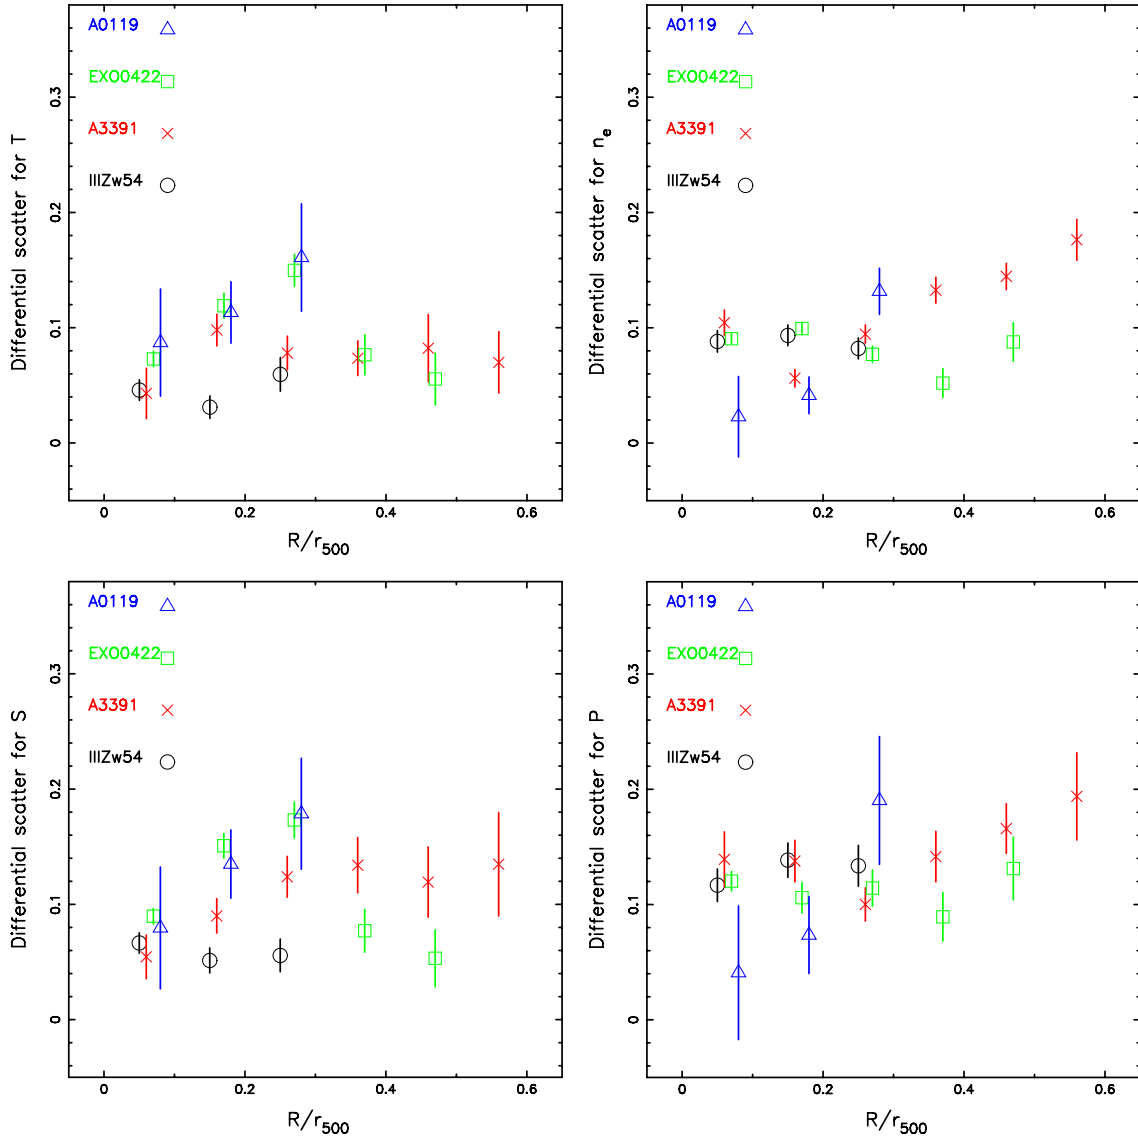 A0119
EXO0422
A3391
IIIZw54
Differential scatter for T
0 0.1 0.2 0.3
0 0.2 0.4 0.6
R/r500
A0119
EXO0422
A3391
IIIZw54
Differential scatter for ne
0 0.1 0.2 0.3
0 0.2 0.4 0.6
R/r500
A0119
EXO0422
A3391
IIIZw54
Differential scatter for S
0 0.1 0.2 0.3
0 0.2 0.4 0.6
R/r500
A0119
EXO0422
A3391
IIIZw54
Differential scatter for P
0 0.1 0.2 0.3
0 0.2 0.4 0.6
R/r500